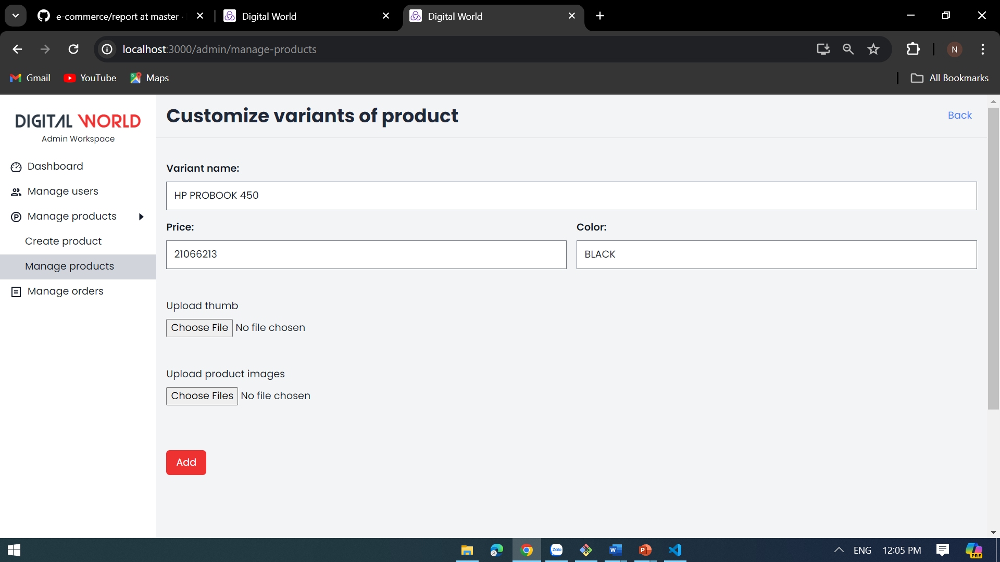 e-commerce/report at master ·
Digital World
Digital World
localhost:3000/admin/manage-products
N
Gmail
YouTube
Maps
All Bookmarks
DIGITAL WORLD
Admin Workspace
Dashboard
Manage users
Manage products
Create product
Manage products
Manage orders
Customize variants of product
Back
Variant name:
HP PROBOOK 450
Price:
Color:
21066213
BLACK
Upload thumb
Choose File No file chosen
Upload product images
Choose Files No file chosen
Add
Zalo
ENG
12:05 PM
PRE